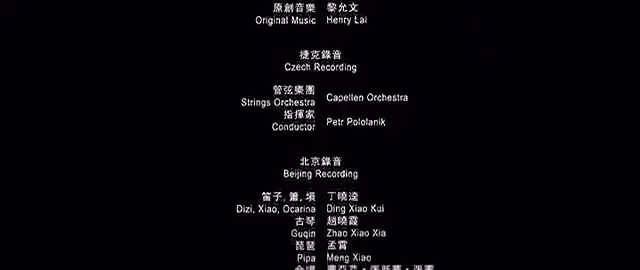 原創音樂 黎允文
Original Music Henry Lai
捷克錄音
Czech Recording
管弦樂團
Strings Orchestra Capellen Orchestra
指揮家
Conductor Petr Pololanik
北京錄音
Beijing Recording
笛子, 簫, 塤 丁曉逵
Dizi, Xiao, Ocarina Ding Xiao Kui
古琴 趙曉霞
Guqin Zhao Xiao Xia
琵琶 孟霄
Pipa Meng Xiao